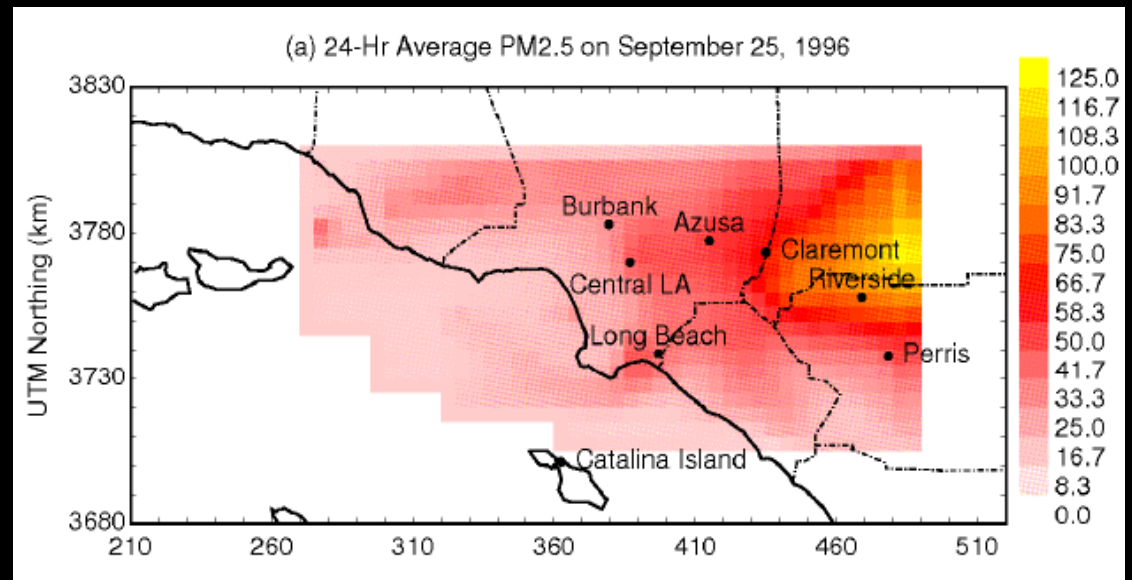 (a) 24-Hr Average PM2.5 on September 25, 1996
UTM Northing (km)
3830
3780
3730
3680
210 260 310 360 410 460 510
Burbank
Azusa
Claremont
Central LA
Riverside
Long Beach
Perris
Catalina Island
125.0
116.7
108.3
100.0
91.7
83.3
75.0
66.7
58.3
50.0
41.7
33.3
25.0
16.7
8.3
0.0